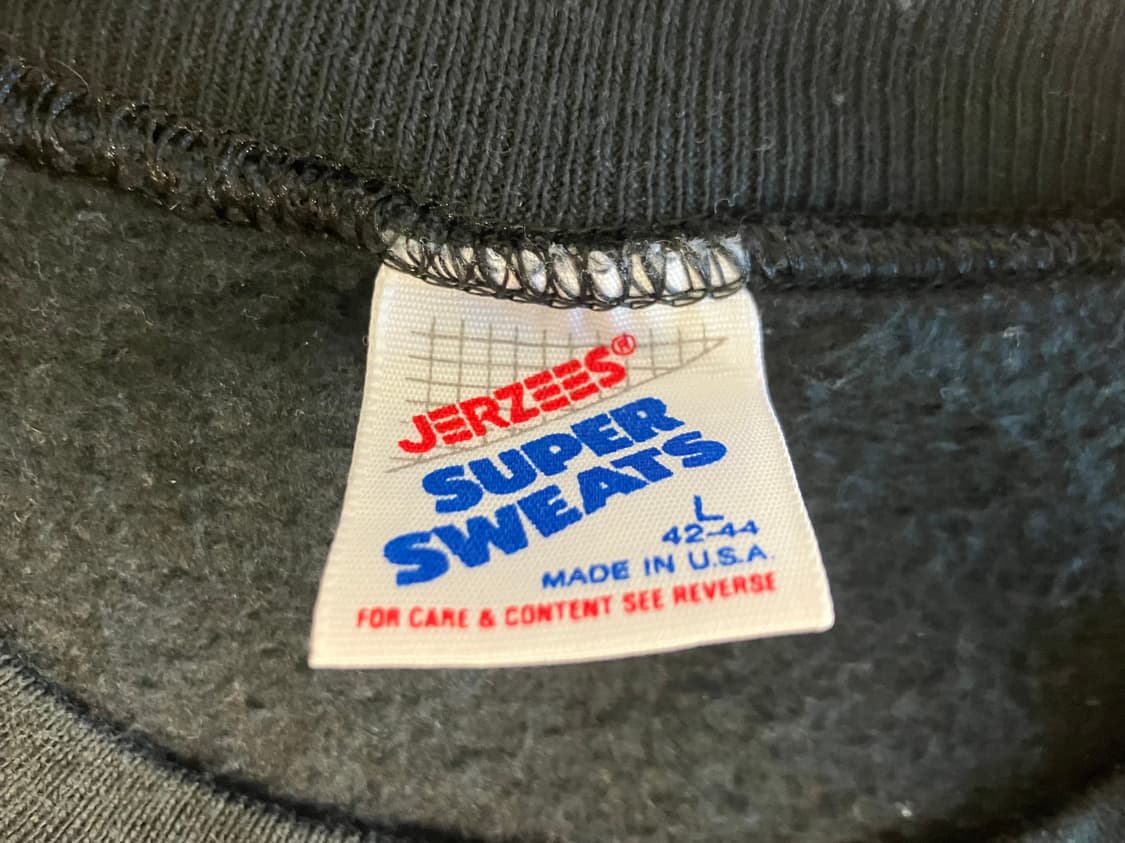 JERZEES®
SUPER
SWEATS
L
42-44
MADE IN U.S.A.
FOR CARE & CONTENT SEE REVERSE